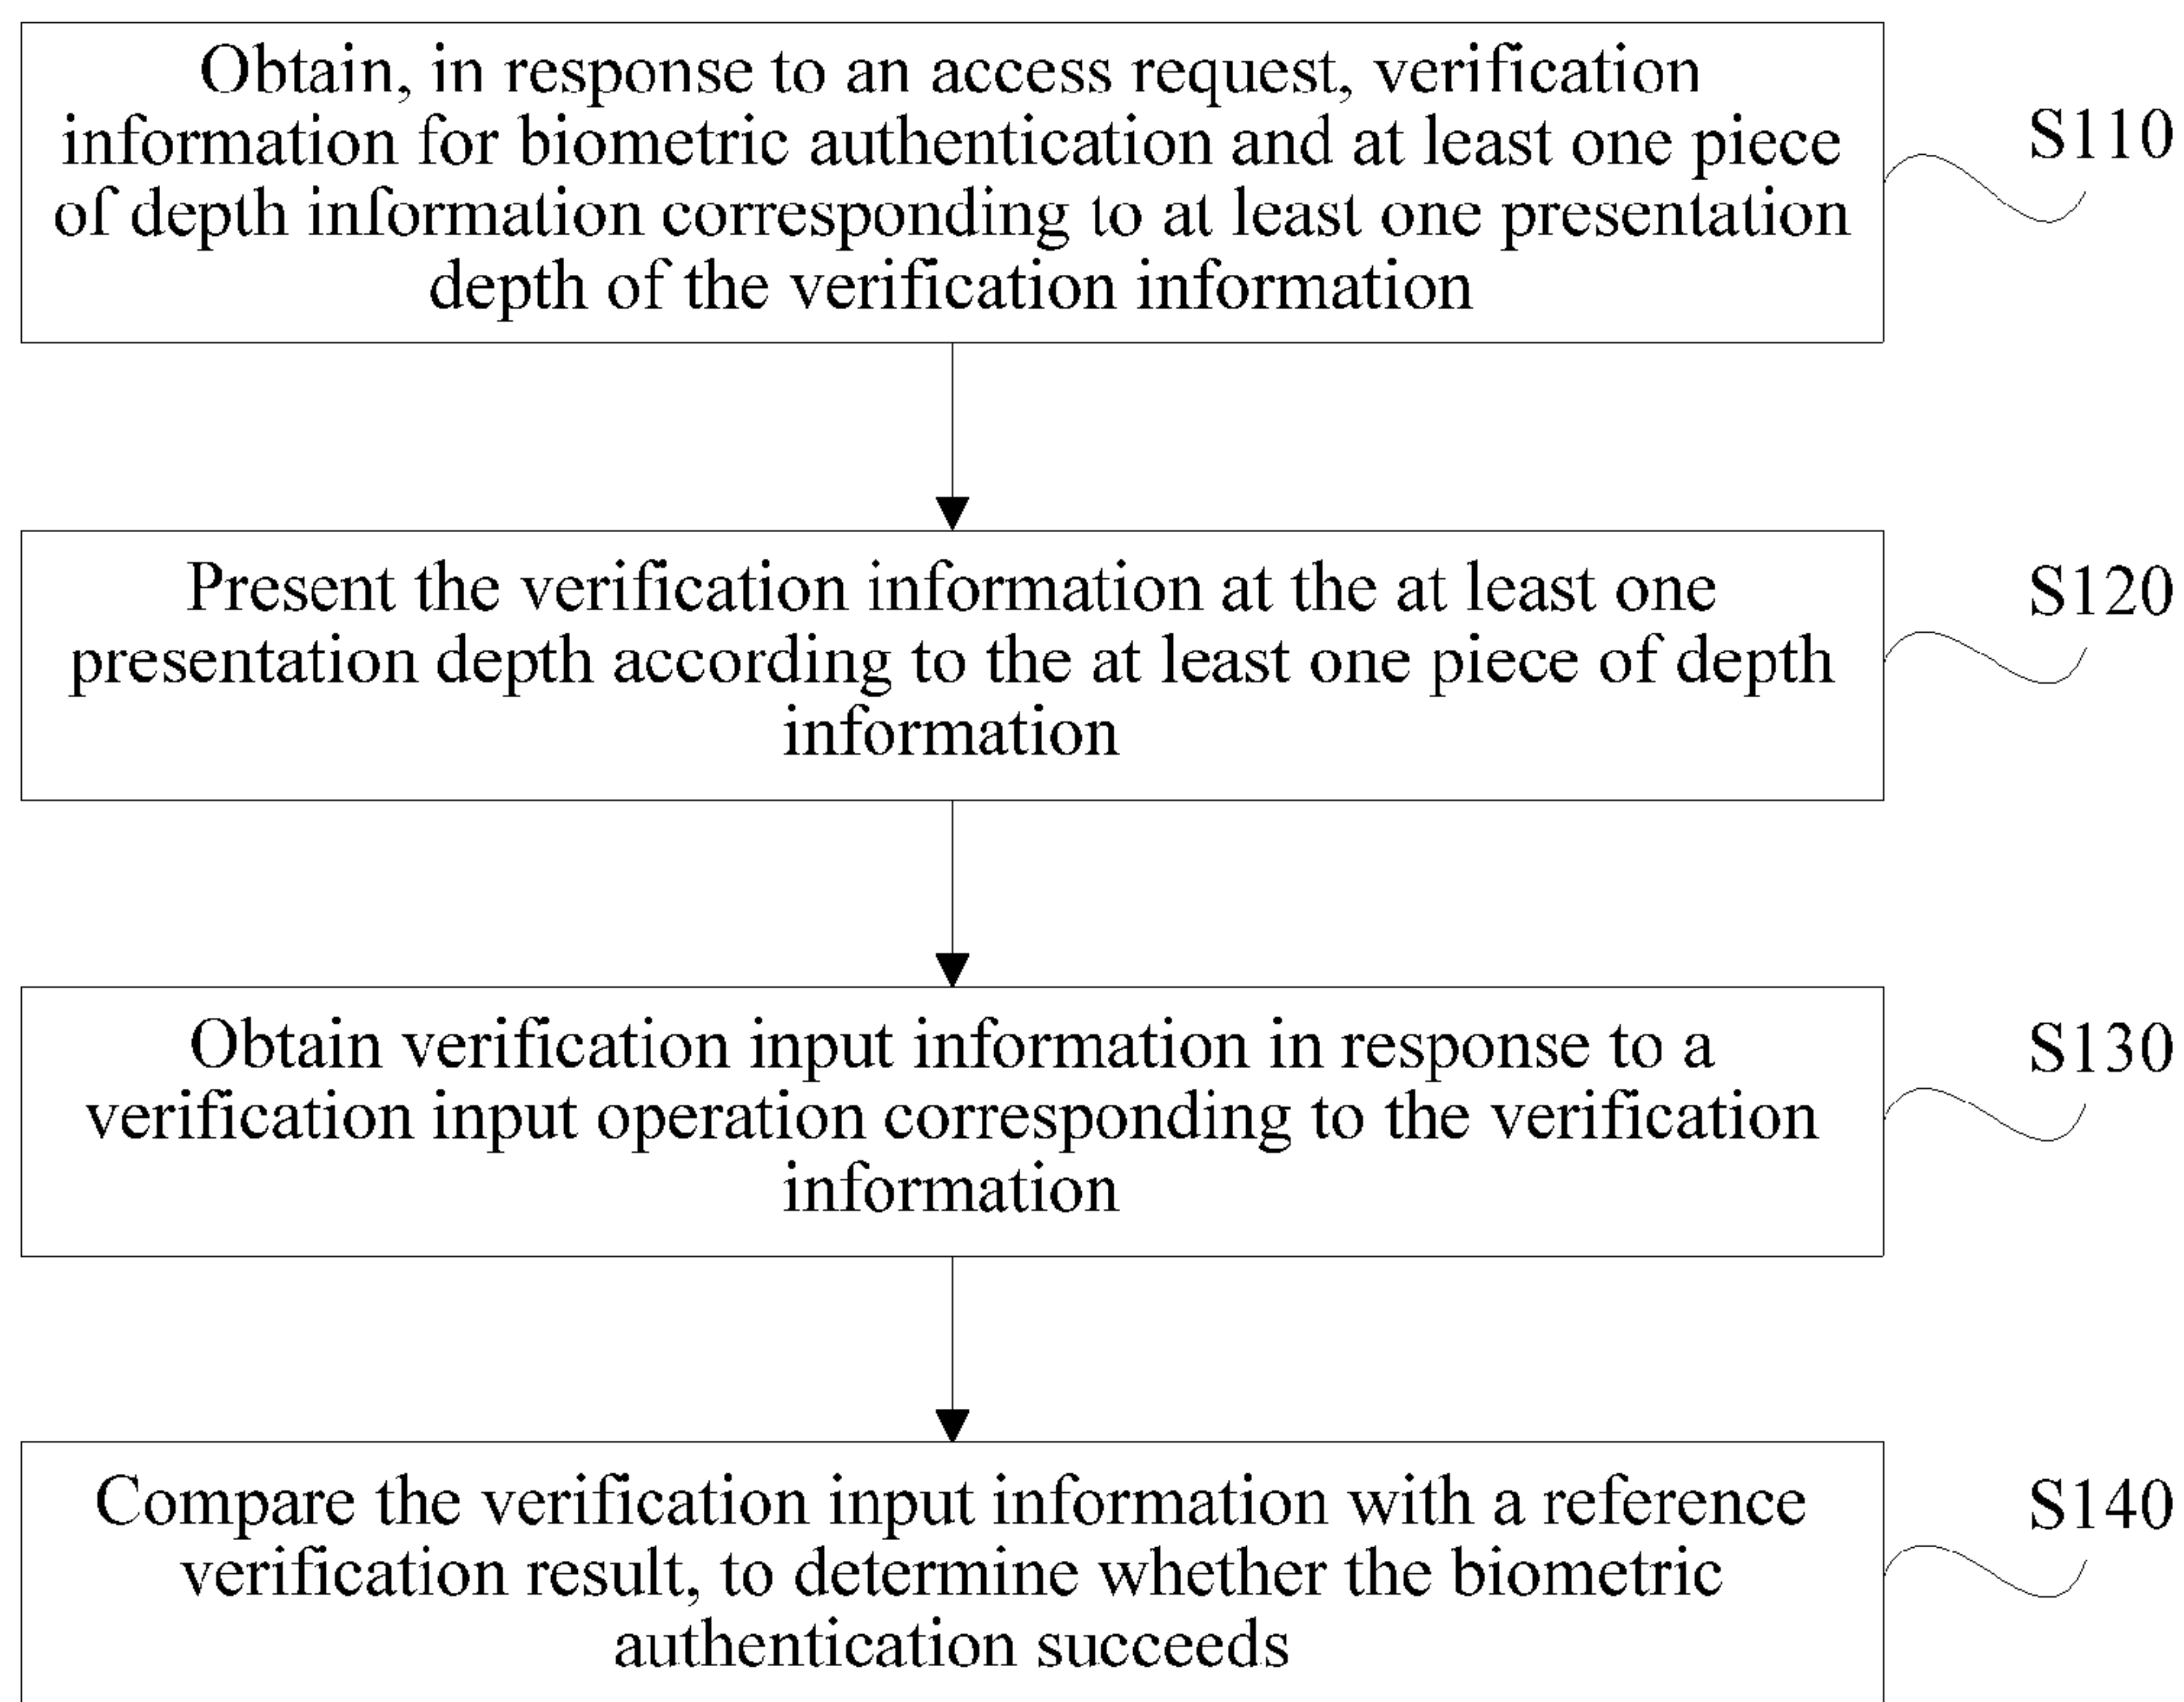 Obtain, in response to an access request, verification
information for biometric authentication and at least one piece
of depth information corresponding to at least one presentation
depth of the verification information
S110
Present the verification information at the at least one
presentation depth according to the at least one piece of depth
information
S120
Obtain verification input information in response to a
verification input operation corresponding to the verification
information
S130
Compare the verification input information with a reference
verification result, to determine whether the biometric
authentication succeeds
S140